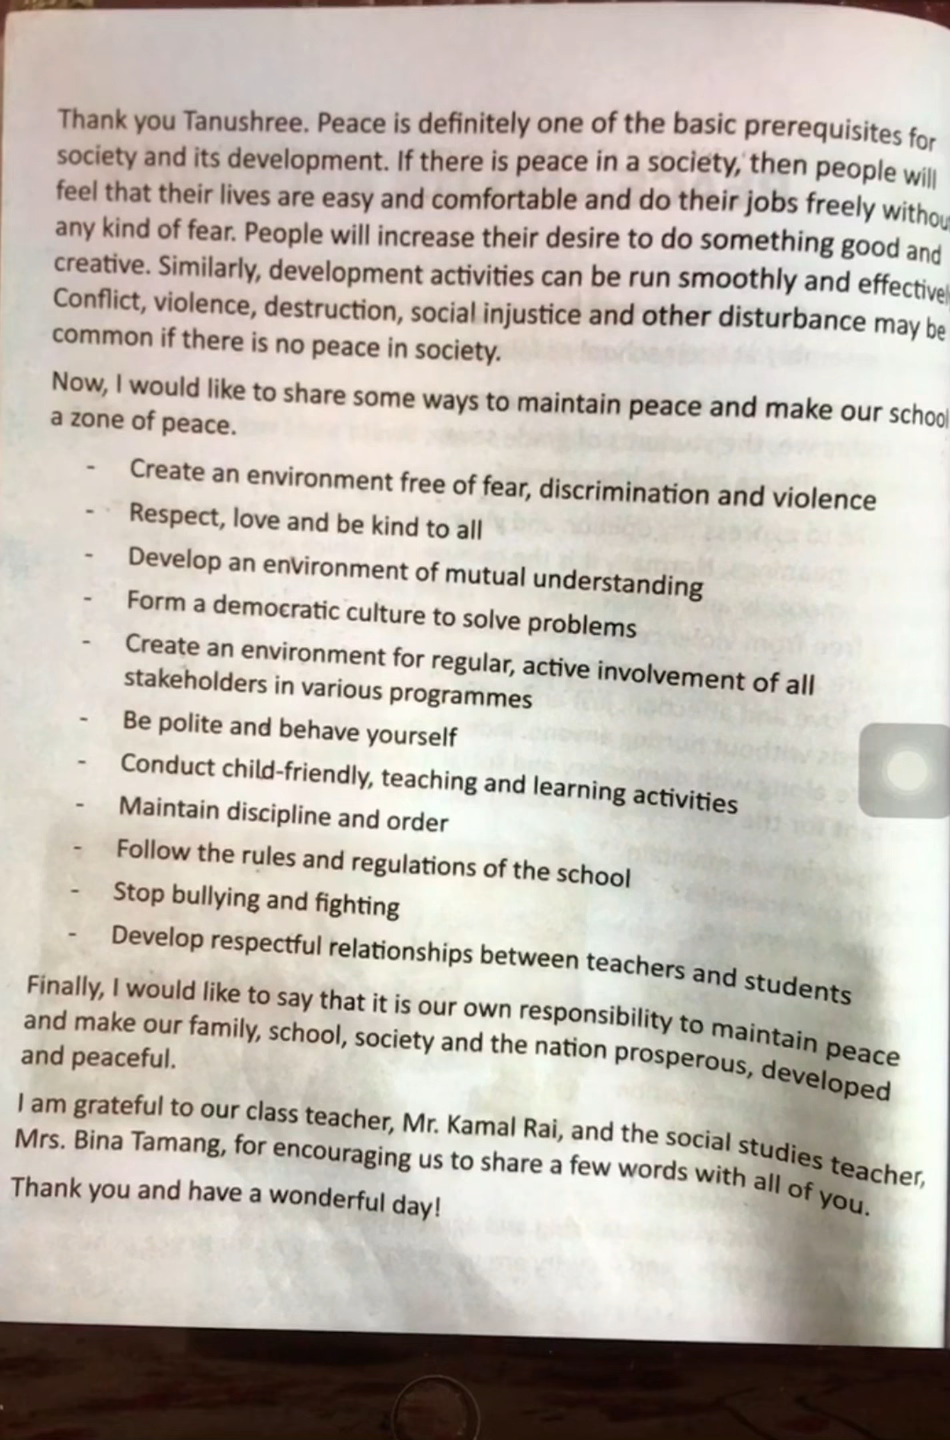 Thank you Tanushree. Peace is definitely one of the basic prerequisites for
society and its development. If there is peace in a society, then people will
feel that their lives are easy and comfortable and do their jobs freely withou
any kind of fear. People will increase their desire to do something good and
creative. Similarly, development activities can be run smoothly and effectivel
Conflict, violence, destruction, social injustice and other disturbance may be
common if there is no peace in society.
Now, I would like to share some ways to maintain peace and make our school
a zone of peace.
- Create an environment free of fear, discrimination and violence
- Respect, love and be kind to all
- Develop an environment of mutual understanding
- Form a democratic culture to solve problems
- Create an environment for regular, active involvement of all
stakeholders in various programmes
- Be polite and behave yourself
- Conduct child-friendly, teaching and learning activities
- Maintain discipline and order
- Follow the rules and regulations of the school
- Stop bullying and fighting
- Develop respectful relationships between teachers and students
Finally, I would like to say that it is our own responsibility to maintain peace
and make our family, school, society and the nation prosperous, developed
and peaceful.
I am grateful to our class teacher, Mr. Kamal Rai, and the social studies teacher,
Mrs. Bina Tamang, for encouraging us to share a few words with all of you.
Thank you and have a wonderful day!